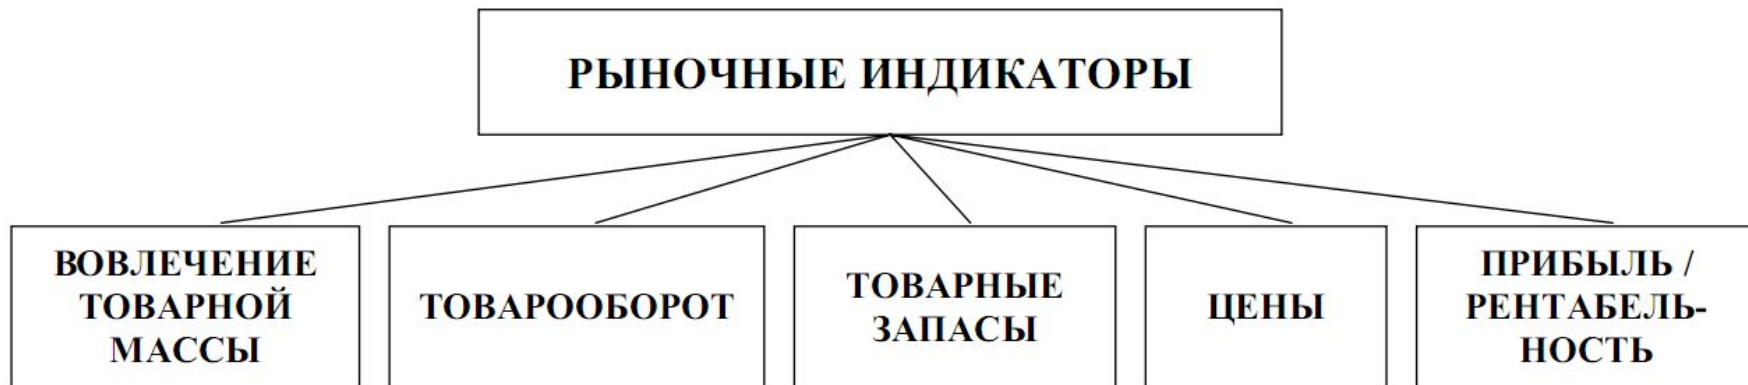 РЫНОЧНЫЕ ИНДИКАТОРЫ
ВОВЛЕЧЕНИЕ
ТОВАРНОЙ
МАССЫ
ТОВАРООБОРОТ
ТОВАРНЫЕ
ЗАПАСЫ
ЦЕНЫ
ПРИБЫЛЬ /
РЕНТАБЕЛЬ-
НОСТЬ